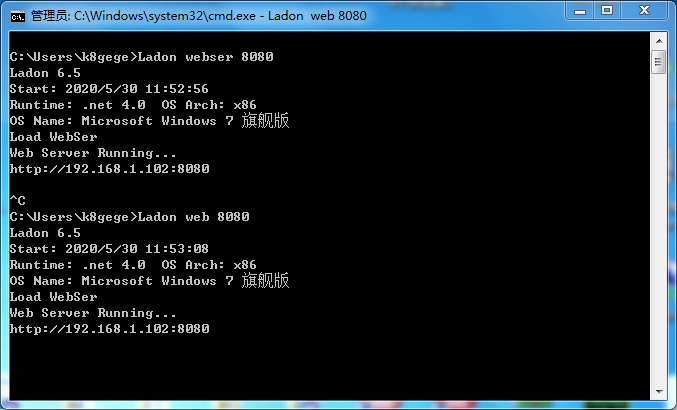 管理员: C:\Windows\system32\cmd.exe - Ladon  web 8080
C:\Users\k8gege>Ladon webser 8080
Ladon 6.5
Start: 2020/5/30 11:52:56
Runtime: .net 4.0  OS Arch: x86
OS Name: Microsoft Windows 7 旗舰版
Load WebSer
Web Server Running...
http://192.168.1.102:8080
^C
C:\Users\k8gege>Ladon web 8080
Ladon 6.5
Start: 2020/5/30 11:53:08
Runtime: .net 4.0  OS Arch: x86
OS Name: Microsoft Windows 7 旗舰版
Load WebSer
Web Server Running...
http://192.168.1.102:8080